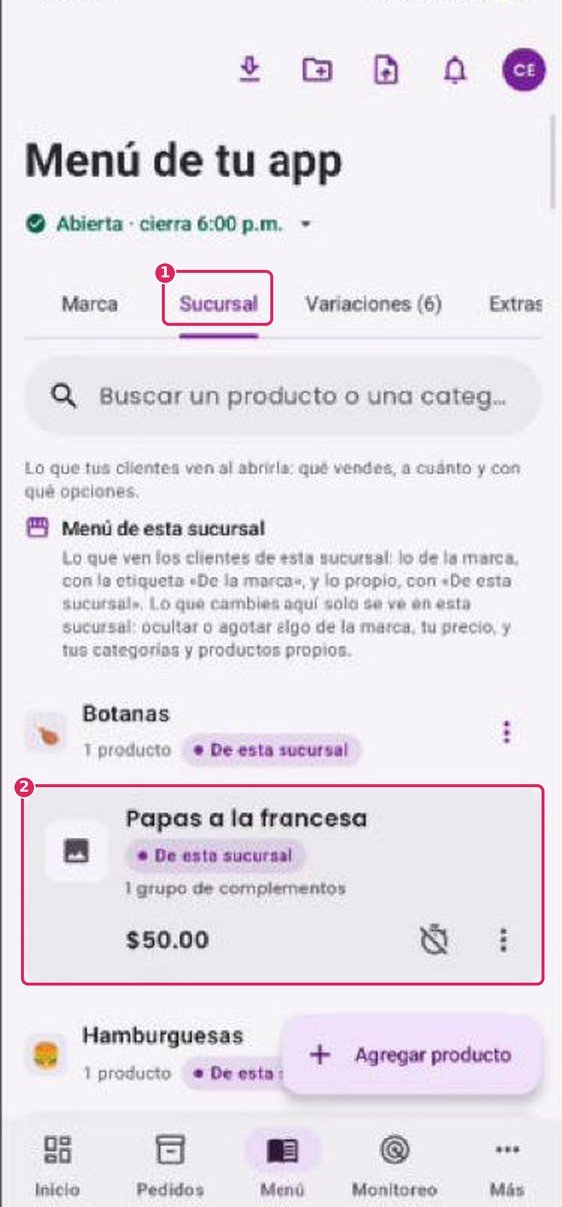 CE
Menú de tu app
Abierta · cierra 6:00 p.m.
1
Marca
Sucursal
Variaciones (6)
Extras
Buscar un producto o una categ...
Lo que tus clientes ven al abrirla: qué vendes, a cuánto y con
qué opciones.
Menú de esta sucursal
Lo que ven los clientes de esta sucursal: lo de la marca,
con la etiqueta «De la marca», y lo propio, con «De esta
sucursal». Lo que cambies aquí solo se ve en esta
sucursal: ocultar o agotar algo de la marca, tu precio, y
tus categorías y productos propios.
Botanas
1 producto
• De esta sucursal
2
Papas a la francesa
• De esta sucursal
1 grupo de complementos
$50.00
Hamburguesas
1 producto
• De esta
+ Agregar producto
Inicio
Pedidos
Menú
Monitoreo
Más